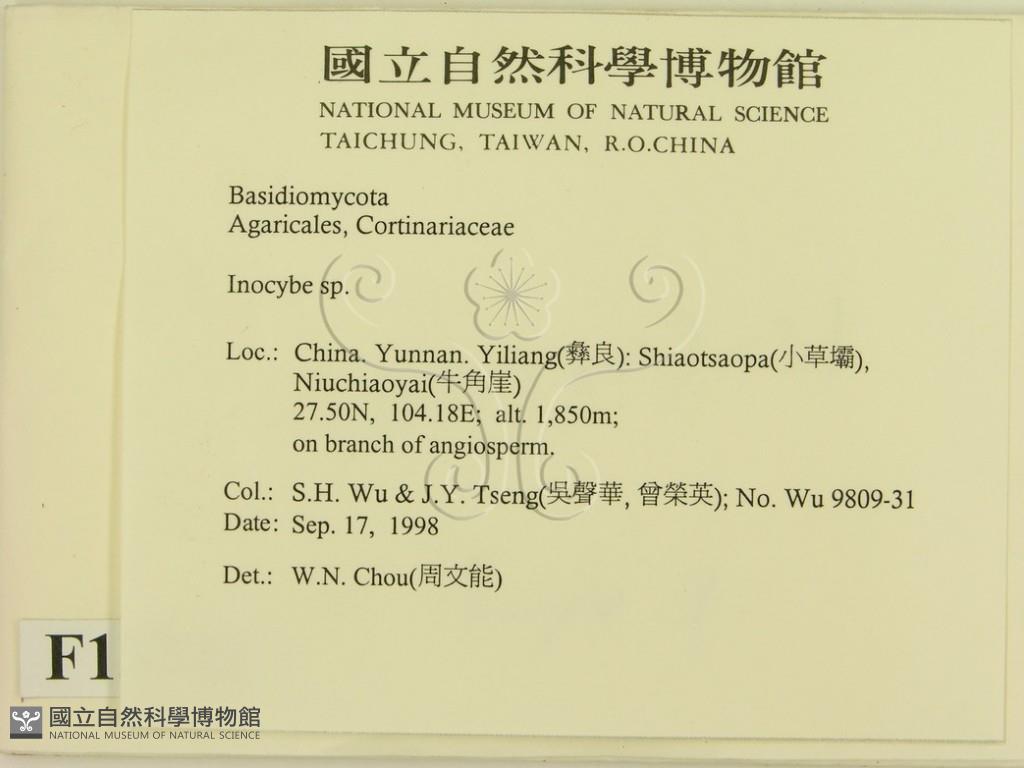 國立自然科學博物館
NATIONAL MUSEUM OF NATURAL SCIENCE
TAICHUNG, TAIWAN, R.O.CHINA
Basidiomycota
Agaricales, Cortinariaceae
Inocybe sp.
Loc.: China. Yunnan. Yiliang(彝良): Shiaotsaopa(小草壩),
Niuchiaoyai(牛角崖)
27.50N, 104.18E; alt. 1,850m;
on branch of angiosperm.
Col.: S.H. Wu & J.Y. Tseng(吳聲華, 曾榮英); No. Wu 9809-31
Date: Sep. 17, 1998
Det.: W.N. Chou(周文能)
F1
國立自然科學博物館
NATIONAL MUSEUM OF NATURAL SCIENCE